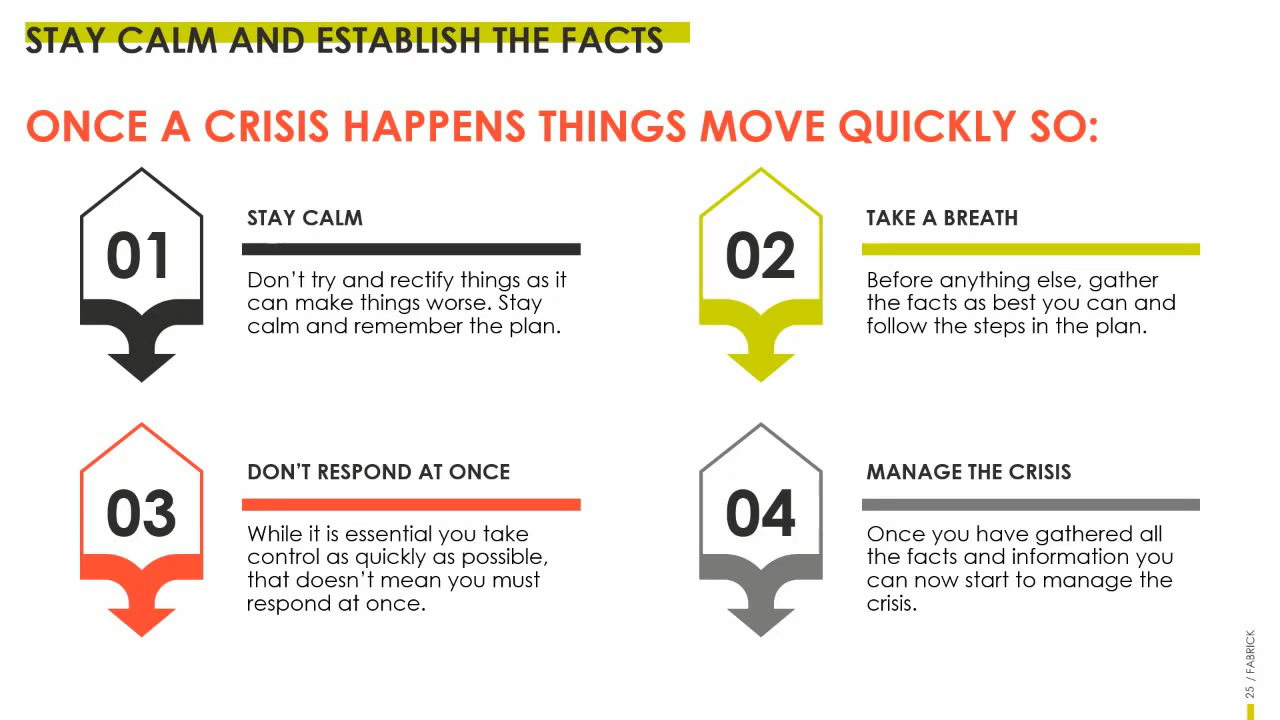 STAY CALM AND ESTABLISH THE FACTS
ONCE A CRISIS HAPPENS THINGS MOVE QUICKLY SO:
01
STAY CALM
Don’t try and rectify things as it
can make things worse. Stay
calm and remember the plan.
02
TAKE A BREATH
Before anything else, gather
the facts as best you can and
follow the steps in the plan.
03
DON’T RESPOND AT ONCE
While it is essential you take
control as quickly as possible,
that doesn’t mean you must
respond at once.
04
MANAGE THE CRISIS
Once you have gathered all
the facts and information you
can now start to manage the
crisis.
25 / FABRICK